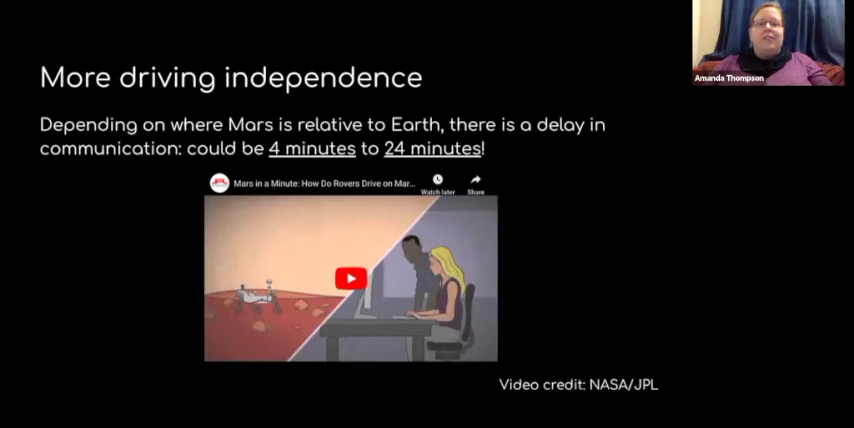 More driving independence
Depending on where Mars is relative to Earth, there is a delay in
communication: could be 4 minutes to 24 minutes!
JPL
Mars in a Minute: How Do Rovers Drive on Mar...
Watch later
Share
Video credit: NASA/JPL
Amanda Thompson